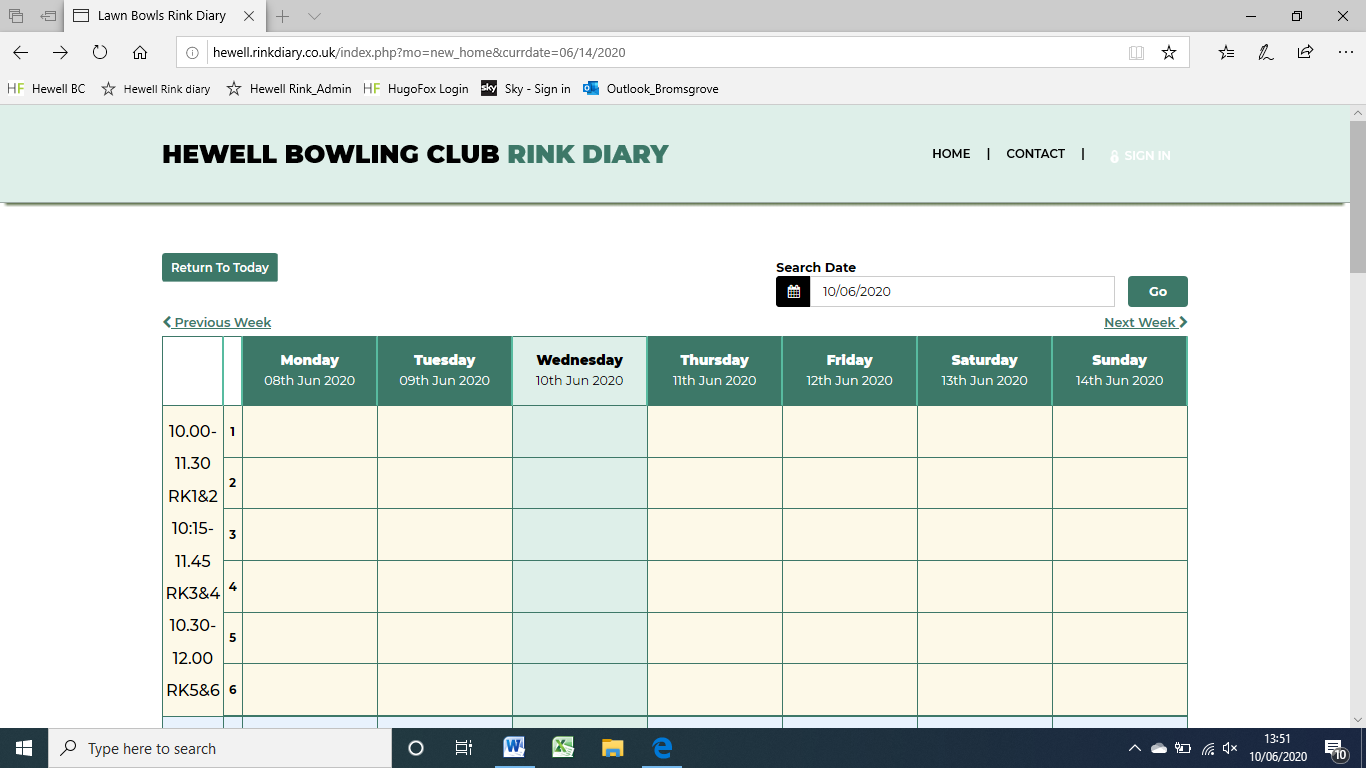 Lawn Bowls Rink Diary
hewell.rinkdiary.co.uk/index.php?mo=new_home&currdate=06/14/2020
HF Hewell BC Hewell Rink diary Hewell Rink_Admin HF HugoFox Login sky Sky - Sign in Outlook_Bromsgrove
HEWELL BOWLING CLUB RINK DIARY
HOME | CONTACT | SIGN IN
Return To Today
Search Date
10/06/2020 Go
Previous Week Next Week
Monday Tuesday Wednesday Thursday Friday Saturday Sunday
08th Jun 2020 09th Jun 2020 10th Jun 2020 11th Jun 2020 12th Jun 2020 13th Jun 2020 14th Jun 2020
10.00- 1
11.30
2
RK1&2
10:15- 3
11.45
4
RK3&4
10.30-
5
12.00
RK5&6 6
Type here to search
13:51
10/06/2020
10